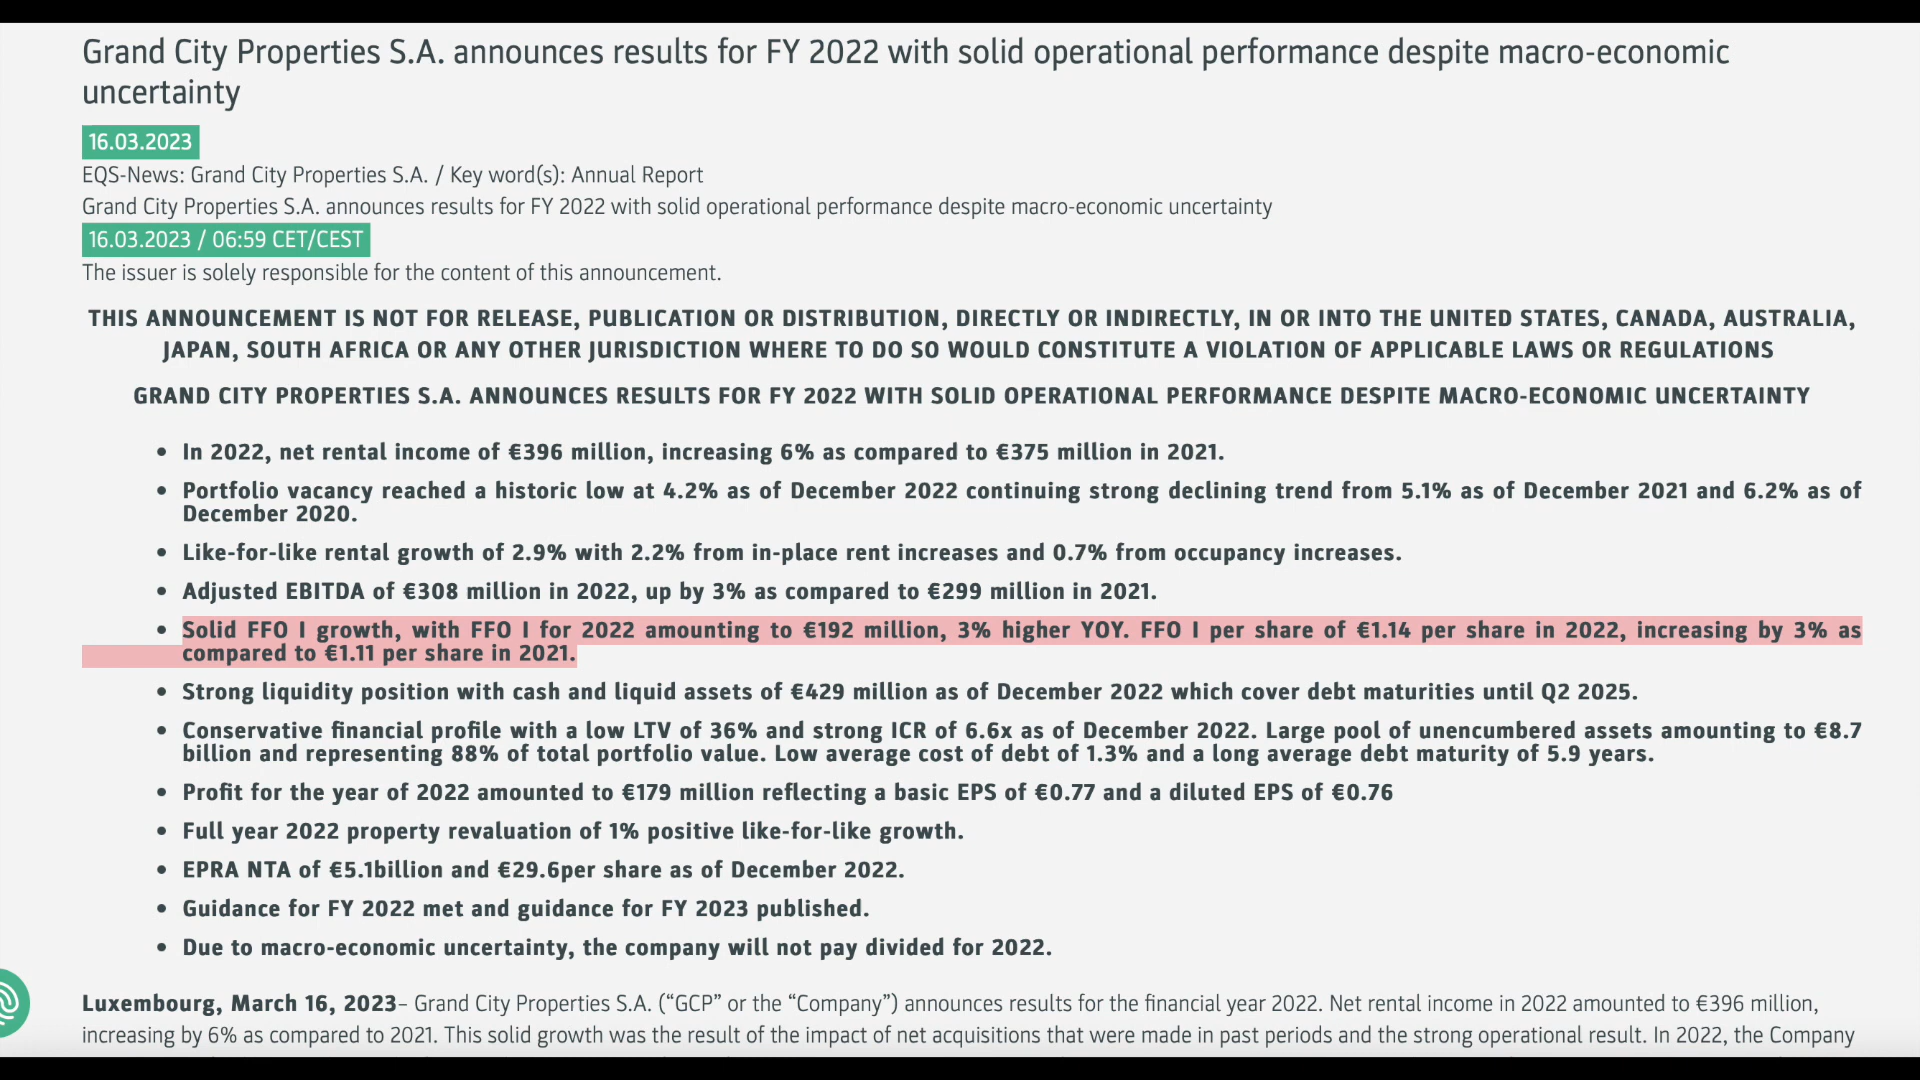 Grand City Properties S.A. announces results for FY 2022 with solid operational performance despite macro-economic
uncertainty
16.03.2023
EQS-News: Grand City Properties S.A. / Key word(s): Annual Report
Grand City Properties S.A. announces results for FY 2022 with solid operational performance despite macro-economic uncertainty
16.03.2023 / 06:59 CET/CEST
The issuer is solely responsible for the content of this announcement.
THIS ANNOUNCEMENT IS NOT FOR RELEASE, PUBLICATION OR DISTRIBUTION, DIRECTLY OR INDIRECTLY, IN OR INTO THE UNITED STATES, CANADA, AUSTRALIA,
JAPAN, SOUTH AFRICA OR ANY OTHER JURISDICTION WHERE TO DO SO WOULD CONSTITUTE A VIOLATION OF APPLICABLE LAWS OR REGULATIONS
GRAND CITY PROPERTIES S.A. ANNOUNCES RESULTS FOR FY 2022 WITH SOLID OPERATIONAL PERFORMANCE DESPITE MACRO-ECONOMIC UNCERTAINTY
• In 2022, net rental income of €396 million, increasing 6% as compared to €375 million in 2021.
• Portfolio vacancy reached a historic low at 4.2% as of December 2022 continuing strong declining trend from 5.1% as of December 2021 and 6.2% as of
December 2020.
• Like-for-like rental growth of 2.9% with 2.2% from in-place rent increases and 0.7% from occupancy increases.
• Adjusted EBITDA of €308 million in 2022, up by 3% as compared to €299 million in 2021.
• Solid FFO I growth, with FFO I for 2022 amounting to €192 million, 3% higher YOY. FFO I per share of €1.14 per share in 2022, increasing by 3% as
compared to €1.11 per share in 2021.
• Strong liquidity position with cash and liquid assets of €429 million as of December 2022 which cover debt maturities until Q2 2025.
• Conservative financial profile with a low LTV of 36% and strong ICR of 6.6x as of December 2022. Large pool of unencumbered assets amounting to €8.7
billion and representing 88% of total portfolio value. Low average cost of debt of 1.3% and a long average debt maturity of 5.9 years.
• Profit for the year of 2022 amounted to €179 million reflecting a basic EPS of €0.77 and a diluted EPS of €0.76
• Full year 2022 property revaluation of 1% positive like-for-like growth.
• EPRA NTA of €5.1billion and €29.6per share as of December 2022.
• Guidance for FY 2022 met and guidance for FY 2023 published.
• Due to macro-economic uncertainty, the company will not pay divided for 2022.
Luxembourg, March 16, 2023– Grand City Properties S.A. (“GCP” or the “Company”) announces results for the financial year 2022. Net rental income in 2022 amounted to €396 million,
increasing by 6% as compared to 2021. This solid growth was the result of the impact of net acquisitions that were made in past periods and the strong operational result. In 2022, the Company